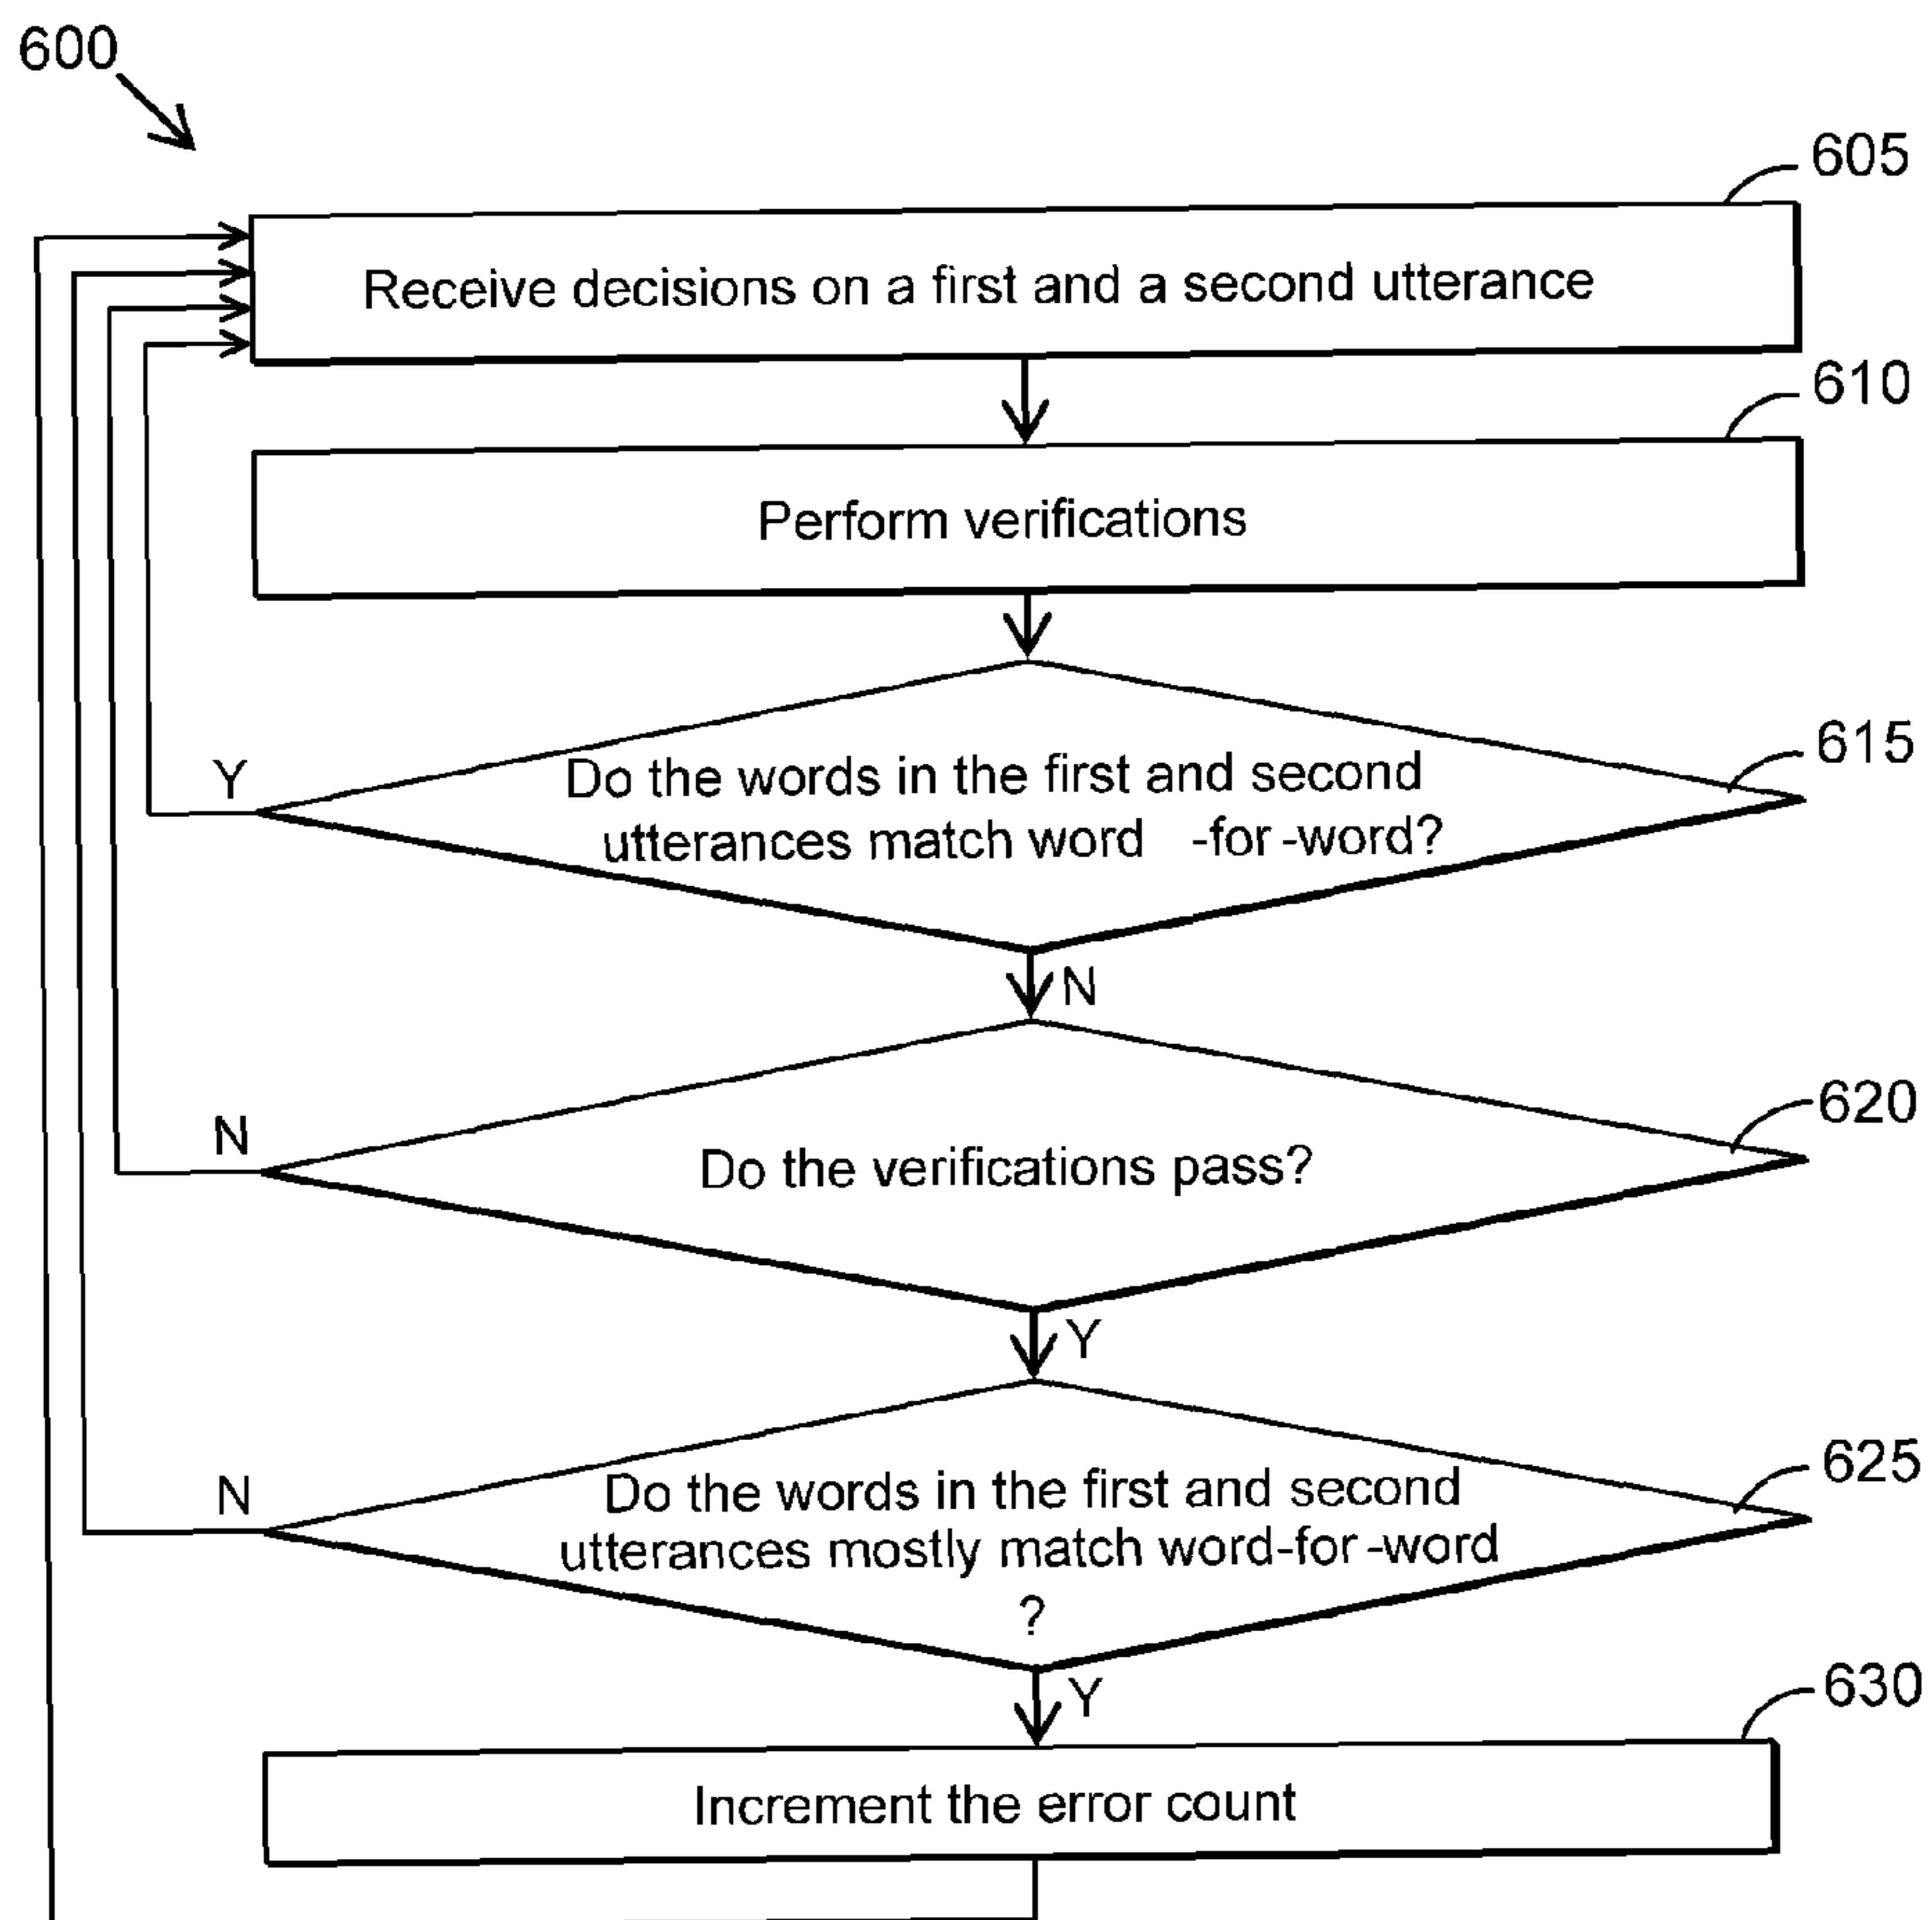 600
605
Receive decisions on a first and a second utterance
610
Perform verifications
615
Y
Do the words in the first and second
utterances match word -for -word?
N
620
N
Do the verifications pass?
Y
625
N
Do the words in the first and second
utterances mostly match word-for -word
?
Y
630
Increment the error count